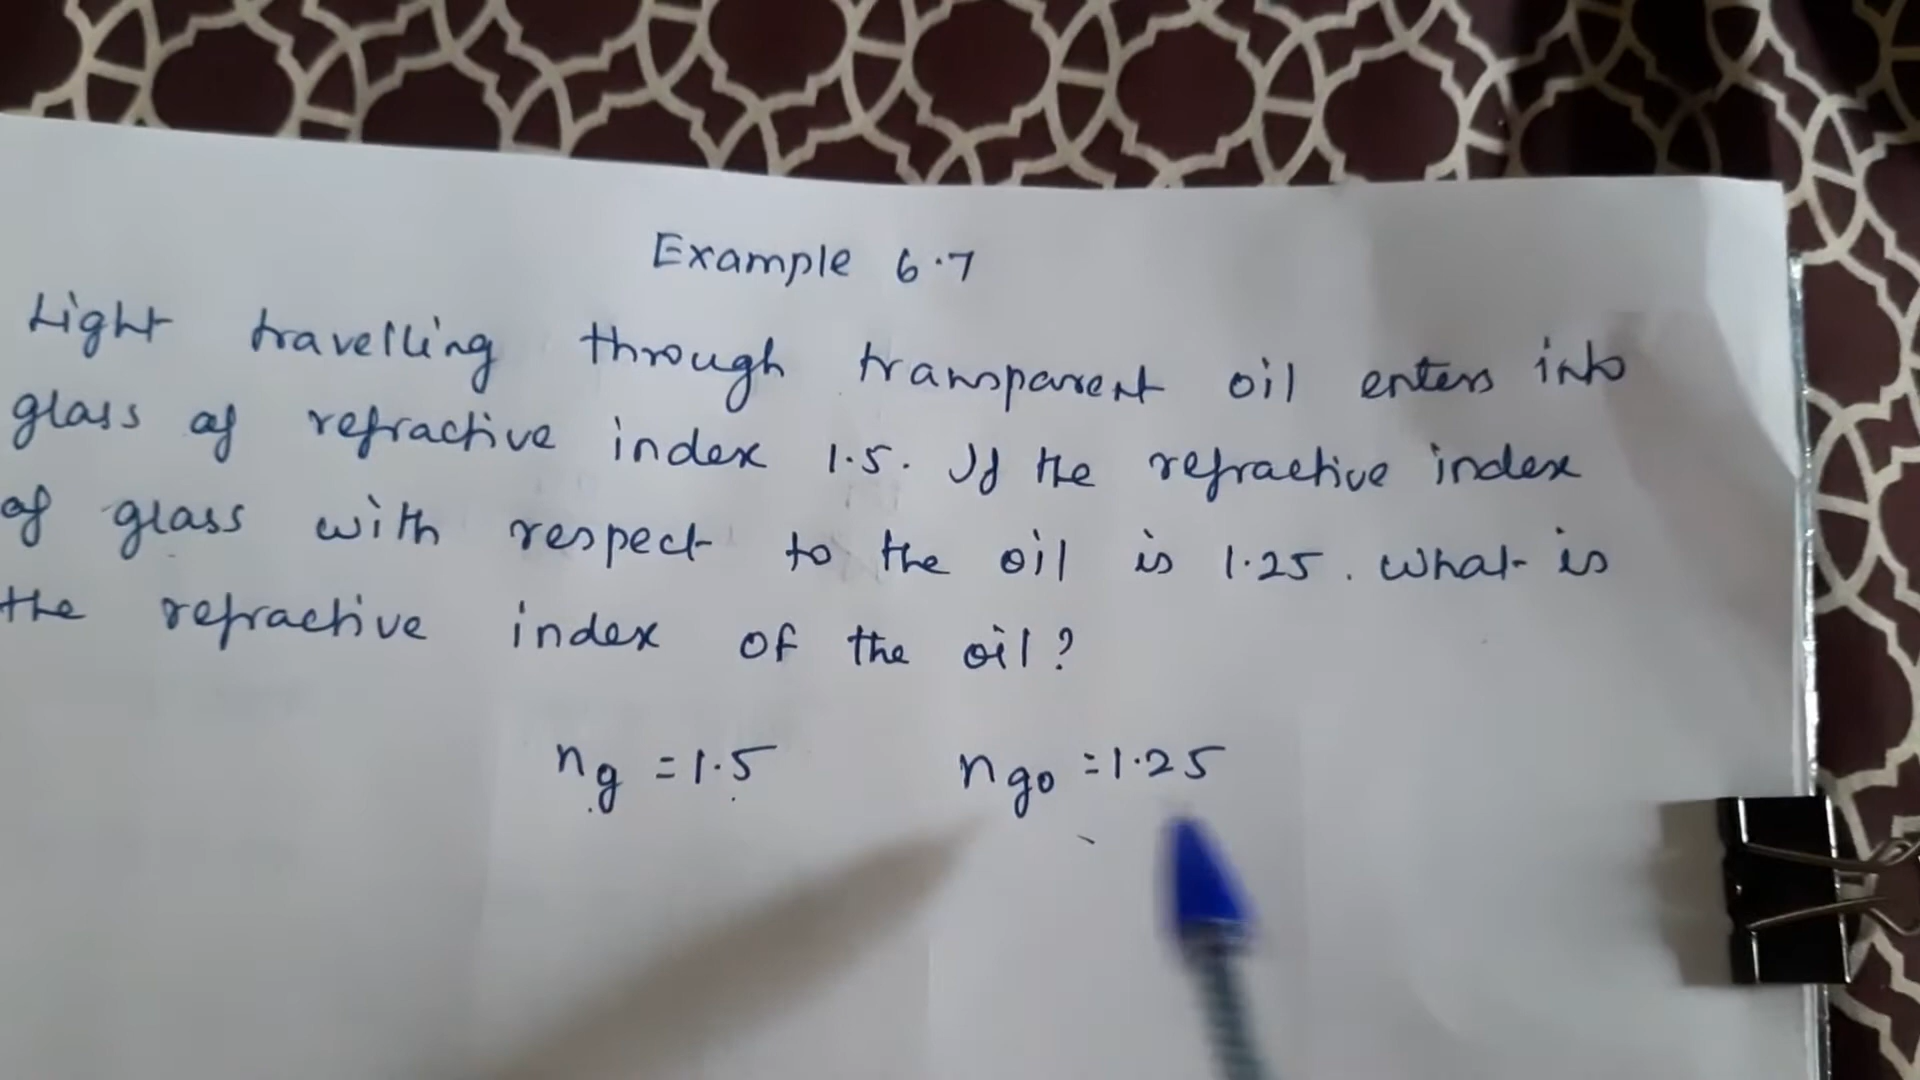 Example 6.7
Light travelling through transparent oil enters into
glass of refractive index 1.5. If the refractive index
of glass with respect to the oil is 1.25. what is
the refractive index of the oil?
ng = 1.5 ngo = 1.25